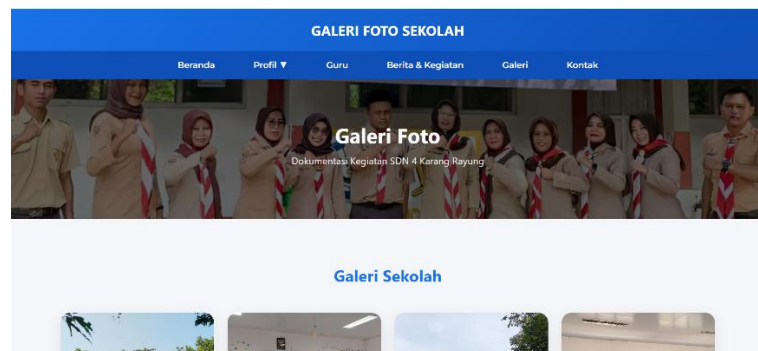 GALERI FOTO SEKOLAH
Beranda Profil ▼ Guru Berita & Kegiatan Galeri Kontak
Galeri Foto
Dokumentasi Kegiatan SDN 4 Karang Rayung
Galeri Sekolah